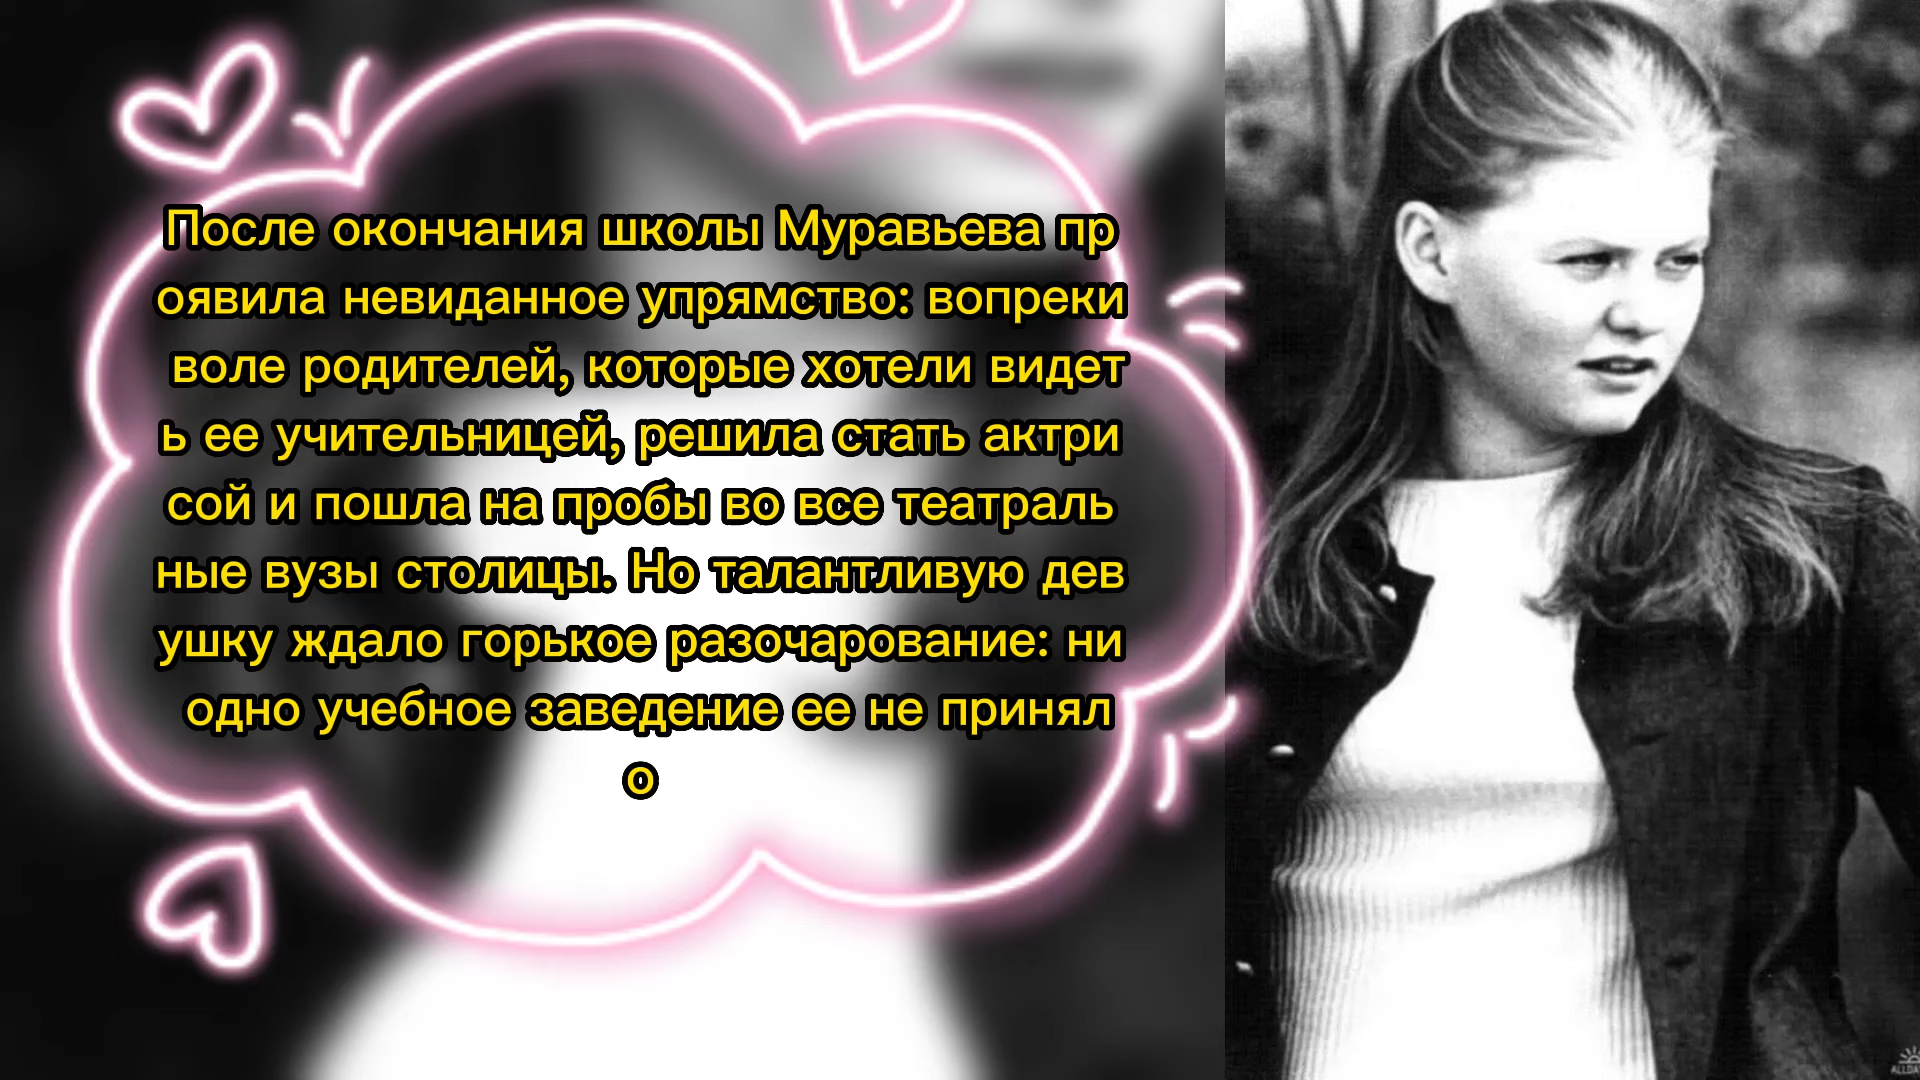 После окончания школы Муравьева пр
оявила невиданное упрямство: вопреки
воле родителей, которые хотели видет
ь ее учительницей, решила стать актри
сой и пошла на пробы во все театраль
ные вузы столицы. Но талантливую дев
ушку ждало горькое разочарование: ни
одно учебное заведение ее не принял
о